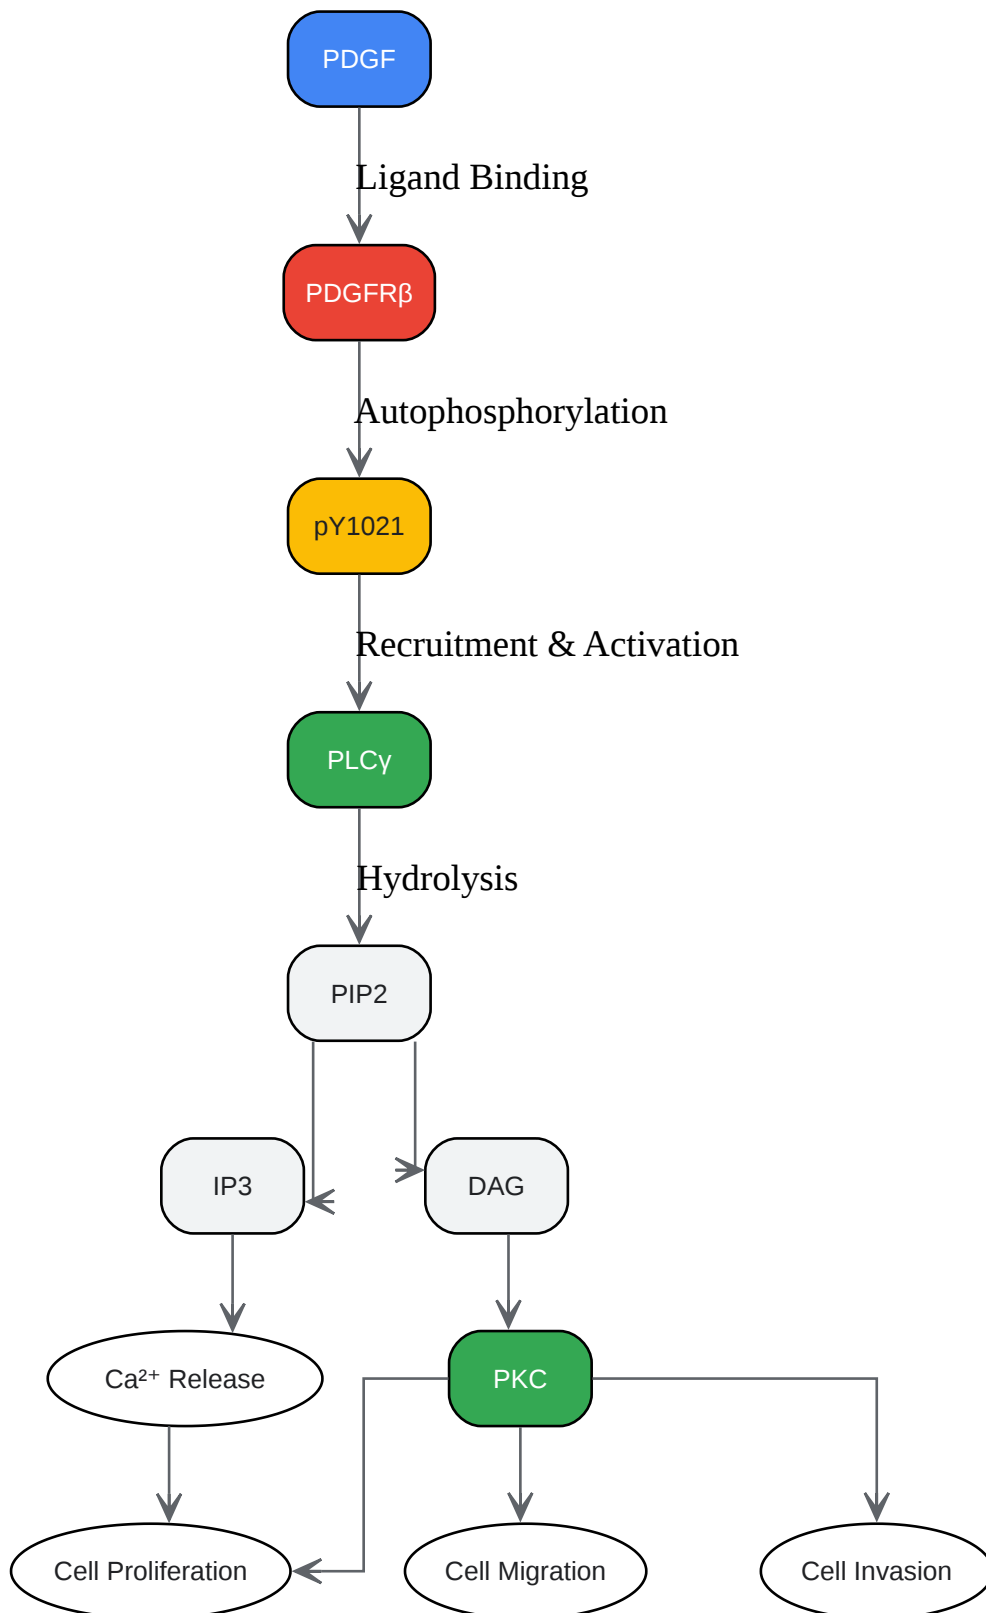 PDGF
Ligand Binding
PDGFRβ
Autophosphorylation
pY1021
Recruitment & Activation
PLCγ
Hydrolysis
PIP2
IP3
DAG
Ca²⁺ Release
PKC
Cell Proliferation
Cell Migration
Cell Invasion